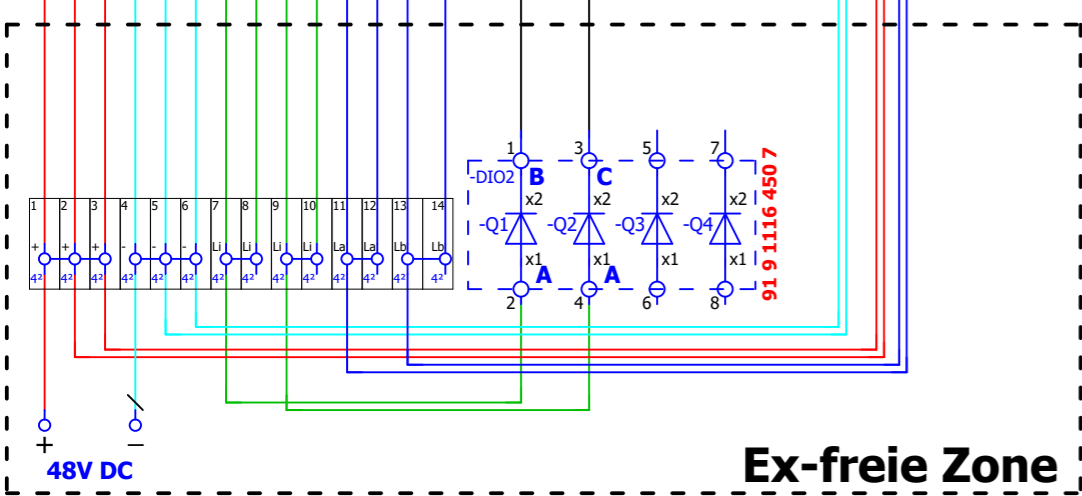 1 3 5 7
-DIO2 B C
1 2 3 4 5 6 7 8 9 10 11 12 13 14
x2 x2 x2 x2
-Q1 -Q2 -Q3 -Q4
+ + + - - - Li Li Li Li La La Lb Lb
x1 x1 x1 x1
4² 4² 4² 4² 4² 4² 4² 4² 4² 4² 4² 4² 4² 4²
A A
2 4 6 8
91 9 1116 450 7
+ −
48V DC
Ex-freie Zone